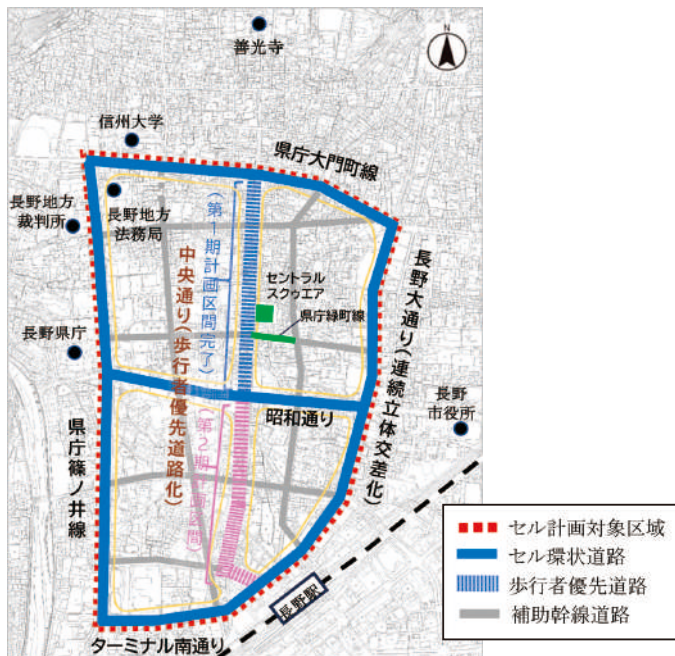 善光寺
N
信州大学
県庁大門町線
長野地方
裁判所
長野地方
法務局
(第1期計画区間完了)
中央通り(歩行者優先道路化)
セントラル
スクゥエア
県庁緑町線
長野大通り(連続立体交差化)
長野県庁
長野
市役所
昭和通り
(第2期計画区間)
県庁篠ノ井線
長野駅
ターミナル南通り
セル計画対象区域
セル環状道路
歩行者優先道路
補助幹線道路